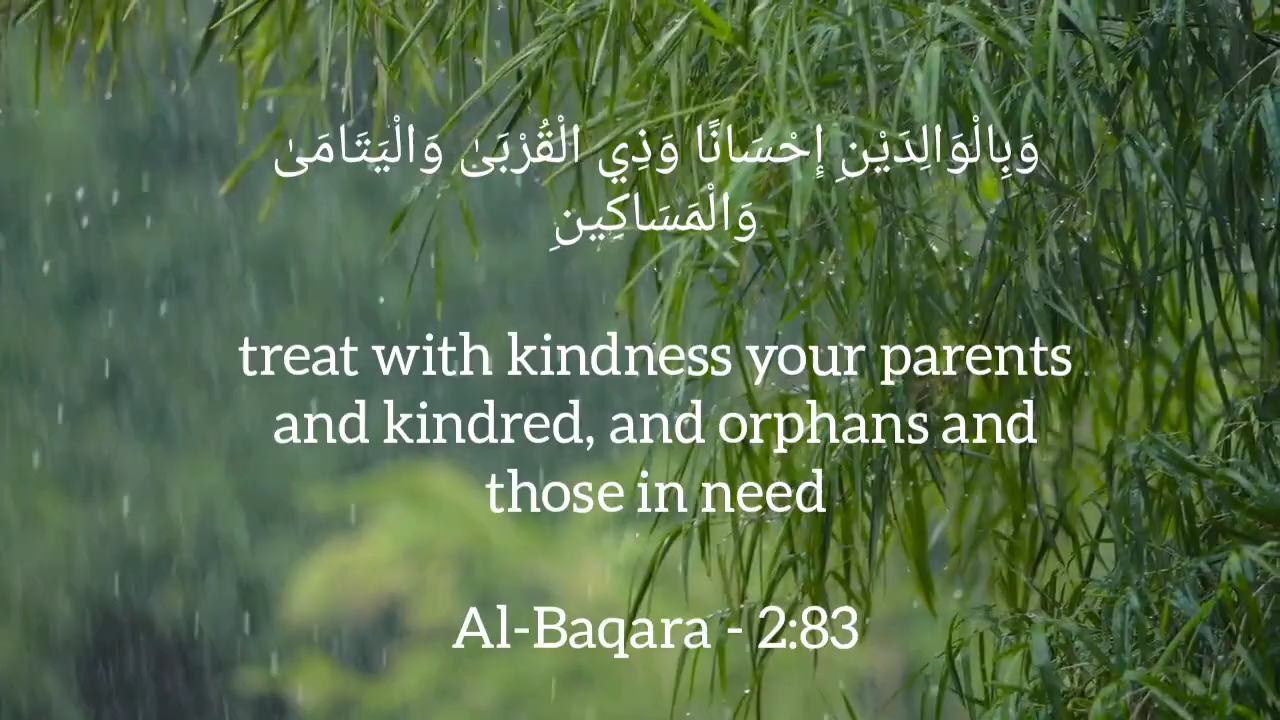 وَبِالْوَالِدَيْنِ إِحْسَانًا وَذِي الْقُرْبَىٰ وَالْيَتَامَىٰ
وَالْمَسَاكِينِ
treat with kindness your parents
and kindred, and orphans and
those in need
Al-Baqara - 2:83